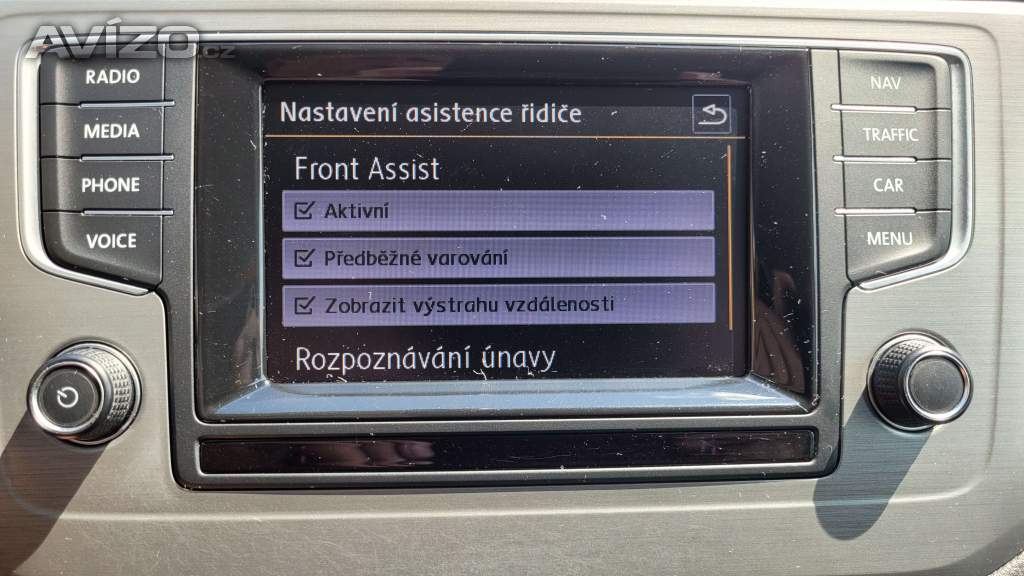 AVÍZO.cz
RADIO
MEDIA
PHONE
VOICE
Nastavení asistence řidiče
Front Assist
Aktivní
Předběžné varování
Zobrazit výstrahu vzdálenosti
Rozpoznávání únavy
NAV
TRAFFIC
CAR
MENU